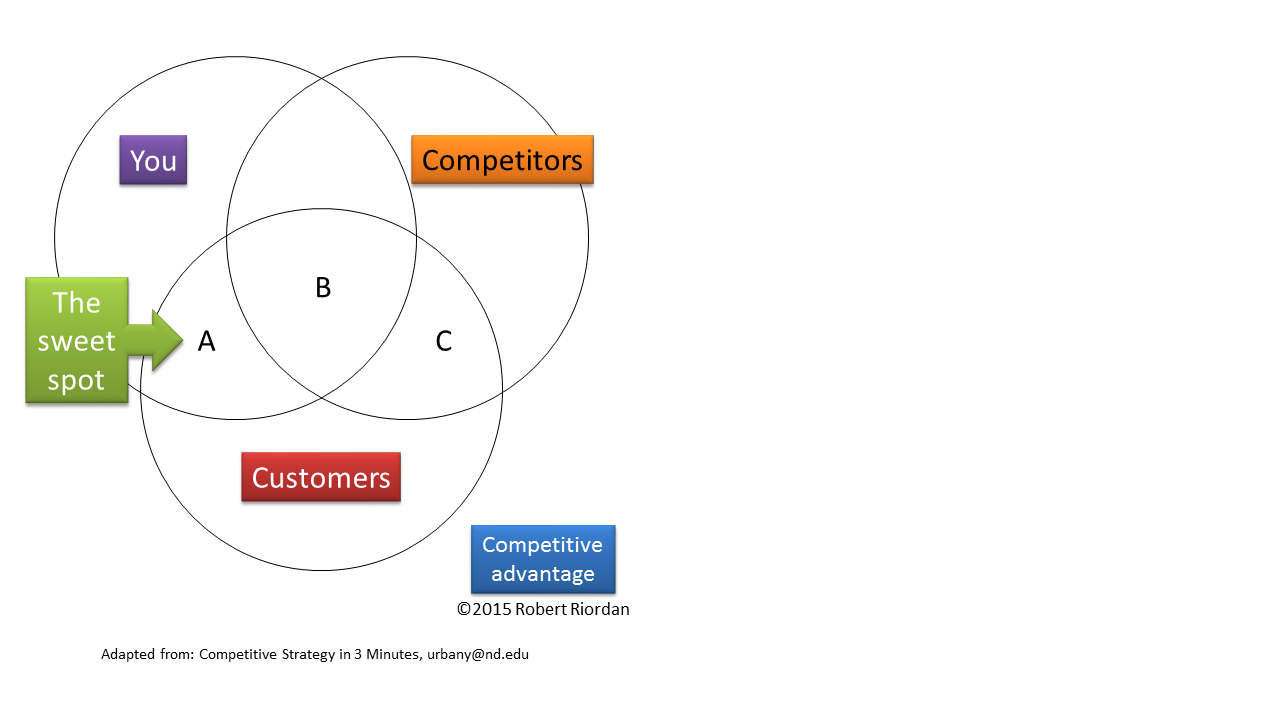 You
Competitors
The
sweet
spot
A
B
C
Customers
Competitive
advantage
©2015 Robert Riordan
Adapted from: Competitive Strategy in 3 Minutes, urbany@nd.edu